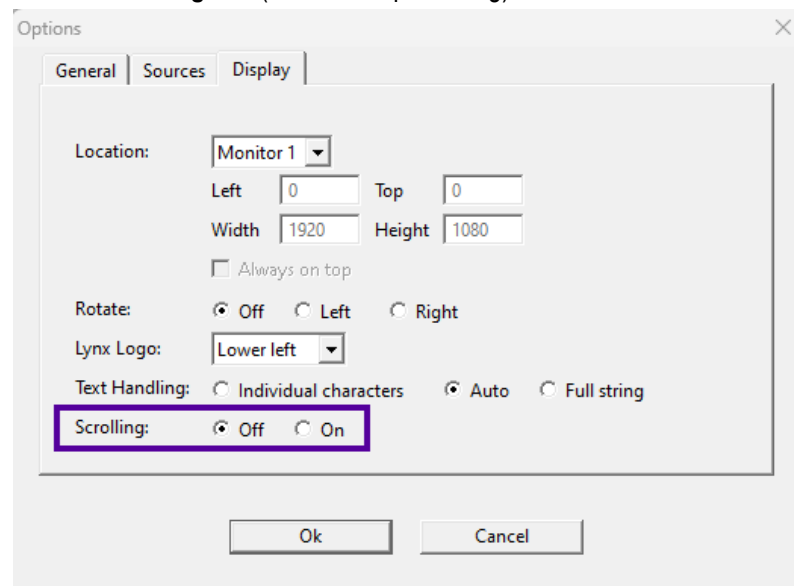 Options
General Sources Display
Location: Monitor 1
Left 0 Top 0
Width 1920 Height 1080
Always on top
Rotate: Off Left Right
Lynx Logo: Lower left
Text Handling: Individual characters Auto Full string
Scrolling: Off On
Ok Cancel